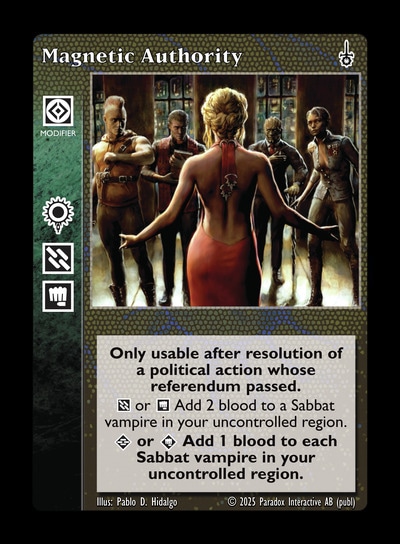 Magnetic Authority
MODIFIER
Only usable after resolution of
a political action whose
referendum passed.
or Add 2 blood to a Sabbat
vampire in your uncontrolled region.
or Add 1 blood to each
Sabbat vampire in your
uncontrolled region.
Illus: Pablo D. Hidalgo © 2025 Paradox Interactive AB (publ)